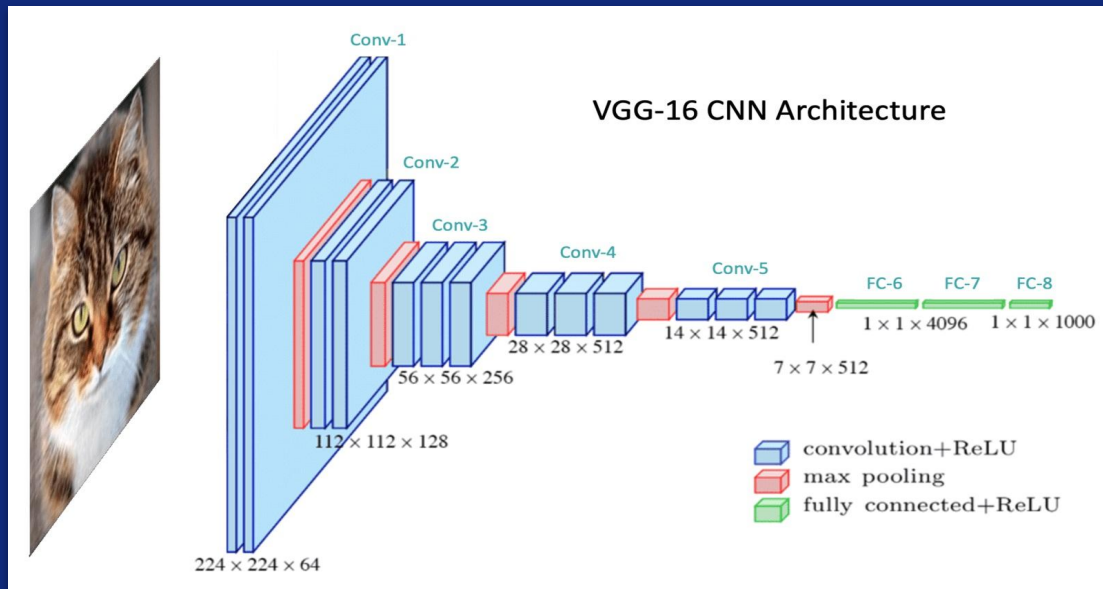 Conv-1
VGG-16 CNN Architecture
Conv-2
Conv-3
Conv-4
Conv-5
FC-6
FC-7
FC-8
1 × 1 × 4096
1 × 1 × 1000
14 × 14 × 512
28 × 28 × 512
7 × 7 × 512
56 × 56 × 256
112 × 112 × 128
convolution+ReLU
max pooling
fully connected+ReLU
224 × 224 × 64